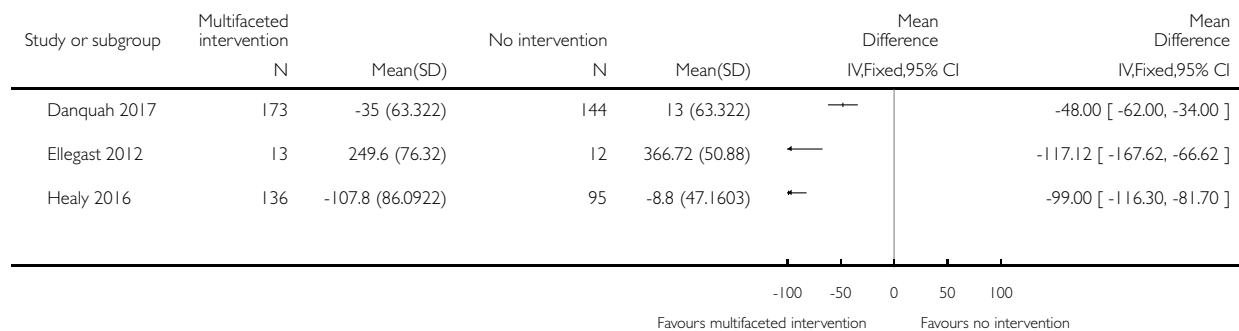 Study or subgroup Multifaceted intervention No intervention Mean Difference Mean Difference
N Mean(SD) N Mean(SD) IV,Fixed,95% CI IV,Fixed,95% CI
Danquah 2017 173 -35 (63.322) 144 13 (63.322) -48.00 [ -62.00, -34.00 ]
Ellegast 2012 13 249.6 (76.32) 12 366.72 (50.88) -117.12 [ -167.62, -66.62 ]
Healy 2016 136 -107.8 (86.0922) 95 -8.8 (47.1603) -99.00 [ -116.30, -81.70 ]
-100 -50 0 50 100
Favours multifaceted intervention Favours no intervention